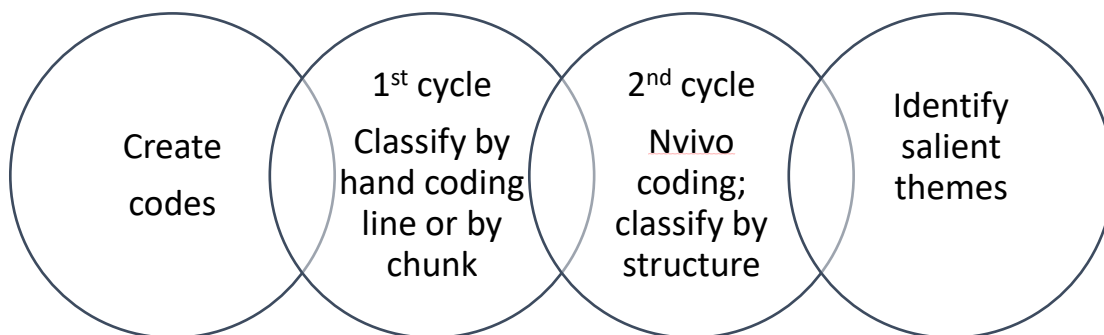 Create
codes
1st cycle
Classify by
hand coding
line or by
chunk
2nd cycle
Nvivo
coding;
classify by
structure
Identify
salient
themes